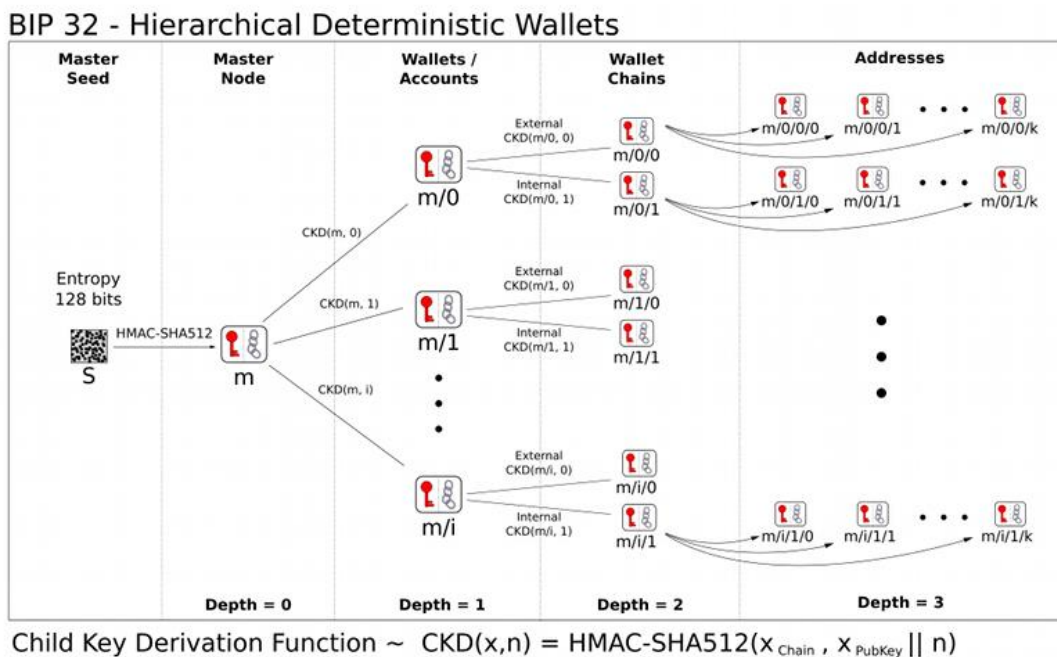 BIP 32 - Hierarchical Deterministic Wallets
Master Seed
Master Node
Wallets / Accounts
Wallet Chains
Addresses
Entropy
128 bits
S
HMAC-SHA512
m
CKD(m, 0)
CKD(m, 1)
CKD(m, i)
m/0
m/1
m/i
External
CKD(m/0, 0)
Internal
CKD(m/0, 1)
External
CKD(m/1, 0)
Internal
CKD(m/1, 1)
External
CKD(m/i, 0)
Internal
CKD(m/i, 1)
m/0/0
m/0/1
m/1/0
m/1/1
m/i/0
m/i/1
m/0/0/0 m/0/0/1 m/0/0/k
m/0/1/0 m/0/1/1 m/0/1/k
m/i/1/0 m/i/1/1 m/i/1/k
Depth = 0
Depth = 1
Depth = 2
Depth = 3
Child Key Derivation Function ~ CKD(x,n) = HMAC-SHA512(xChain , xPubKey || n)